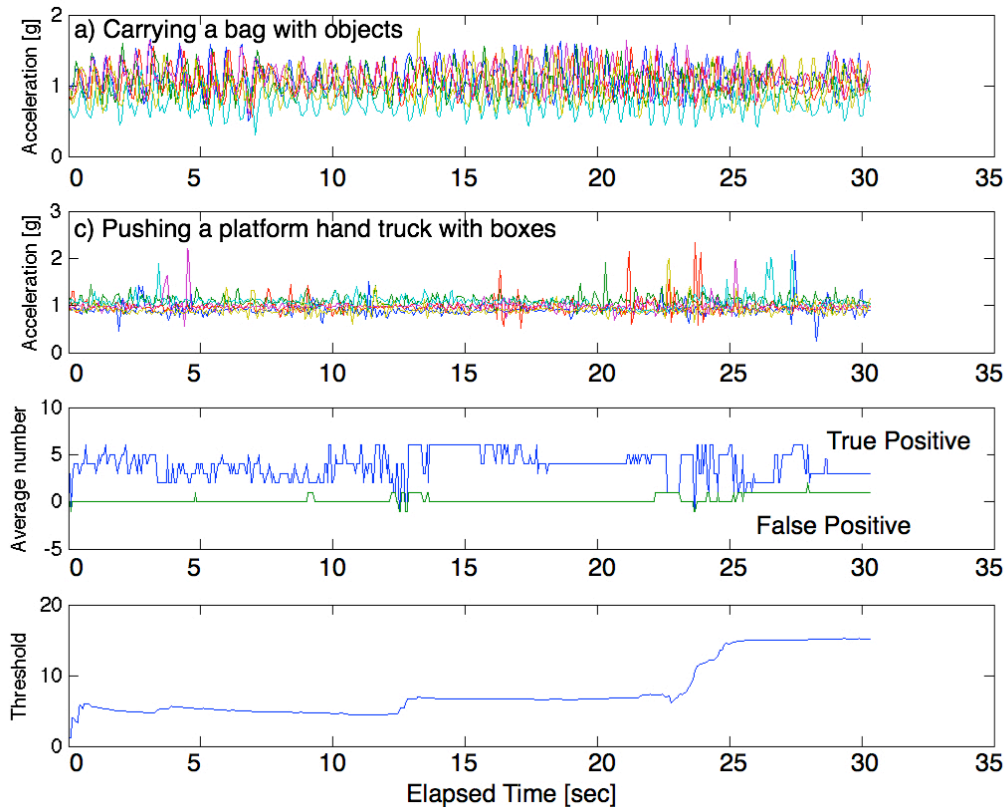 2
a) Carrying a bag with objects
1
0
Acceleration [g]
0 5 10 15 20 25 30 35
3
c) Pushing a platform hand truck with boxes
2
1
0
Acceleration [g]
0 5 10 15 20 25 30 35
10
True Positive
5
0
False Positive
-5
Average number
0 5 10 15 20 25 30 35
20
10
0
Threshold
0 5 10 15 20 25 30 35
Elapsed Time [sec]